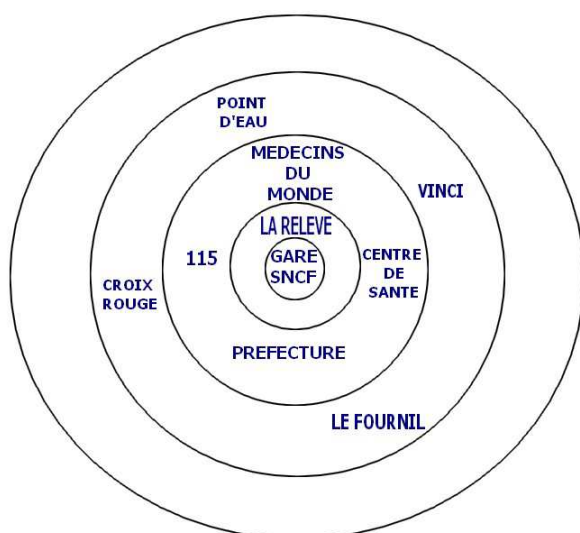 POINT
D'EAU
MEDECINS
DU
MONDE
VINCI
LA RELEVE
115
GARE
SNCF
CENTRE
DE
SANTE
CROIX
ROUGE
PREFECTURE
LE FOURNIL